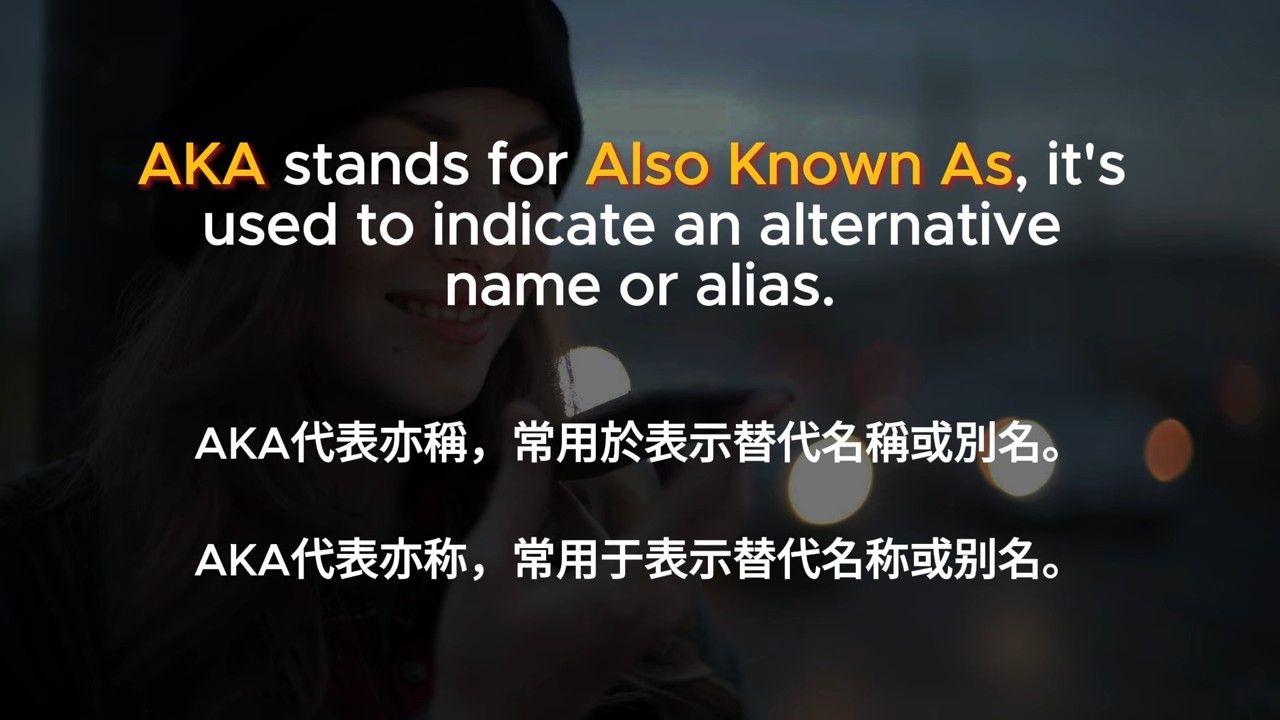 AKA stands for Also Known As, it's
used to indicate an alternative
name or alias.
AKA代表亦稱，常用於表示替代名稱或別名。
AKA代表亦称，常用于表示替代名称或别名。